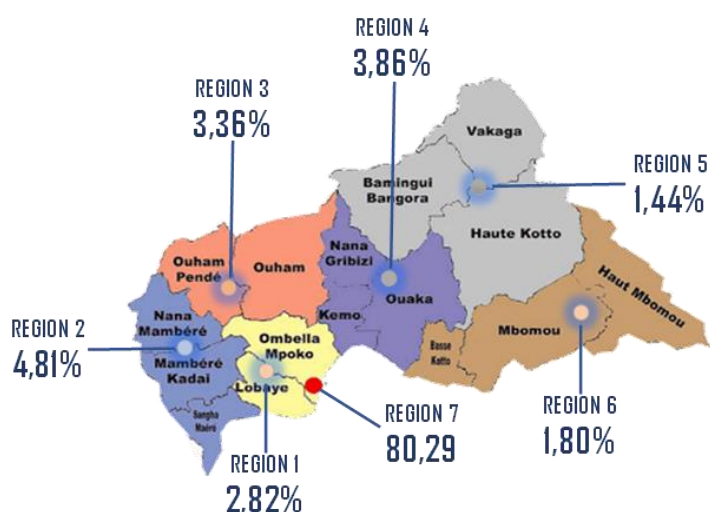 REGION 4
3,86%
REGION 3
3,36%
Vakaga
REGION 5
1,44%
Bamingui
Bangora
Haute Kotto
Nana
Gribizi
Ouham
Pendé
Ouham
Ouaka
Haut Mbomou
Nana
Mambéré
Kemo
Mbomou
REGION 2
4,81%
Ombella
Mpoko
Basse
Kotto
Mambéré
Kadai
Lobaye
Sangha
REGION 7
80,29
REGION 6
1,80%
REGION 1
2,82%